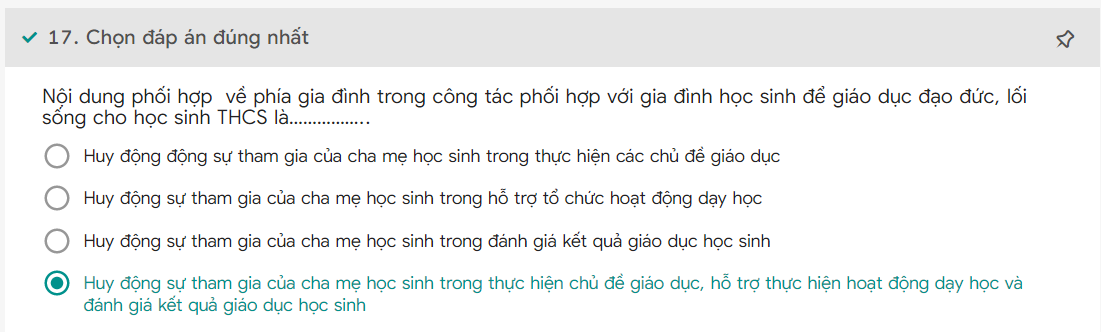 17. Chọn đáp án đúng nhất
Nội dung phối hợp về phía gia đình trong công tác phối hợp với gia đình học sinh để giáo dục đạo đức, lối
sống cho học sinh THCS là.................
Huy động động sự tham gia của cha mẹ học sinh trong thực hiện các chủ đề giáo dục
Huy động sự tham gia của cha mẹ học sinh trong hỗ trợ tổ chức hoạt động dạy học
Huy động sự tham gia của cha mẹ học sinh trong đánh giá kết quả giáo dục học sinh
Huy động sự tham gia của cha mẹ học sinh trong thực hiện chủ đề giáo dục, hỗ trợ thực hiện hoạt động dạy học và
đánh giá kết quả giáo dục học sinh